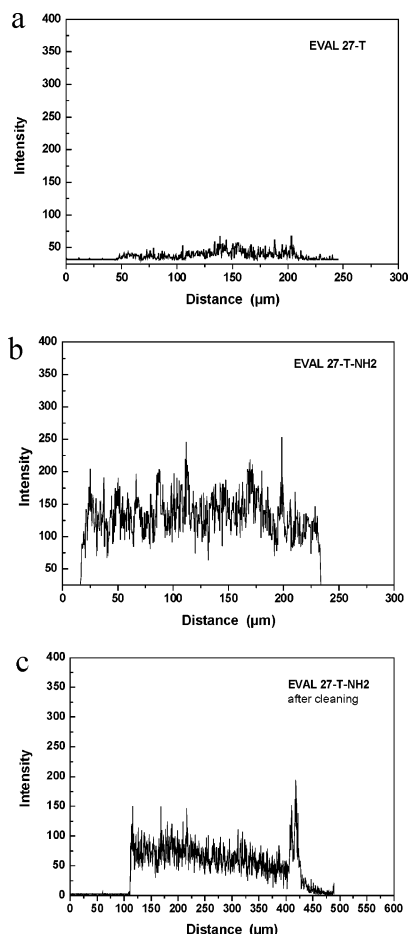 a
400
350
300
250
200
150
100
50
EVAL 27-T
Intensity
0 50 100 150 200 250 300
Distance (µm)
b
400
350
300
250
200
150
100
50
EVAL 27-T-NH2
Intensity
0 50 100 150 200 250 300
Distance (µm)
c
400
350
300
250
200
150
100
50
0
EVAL 27-T-NH2
after cleaning
Intensity
0 50 100 150 200 250 300 350 400 450 500 550 600
Distance (µm)